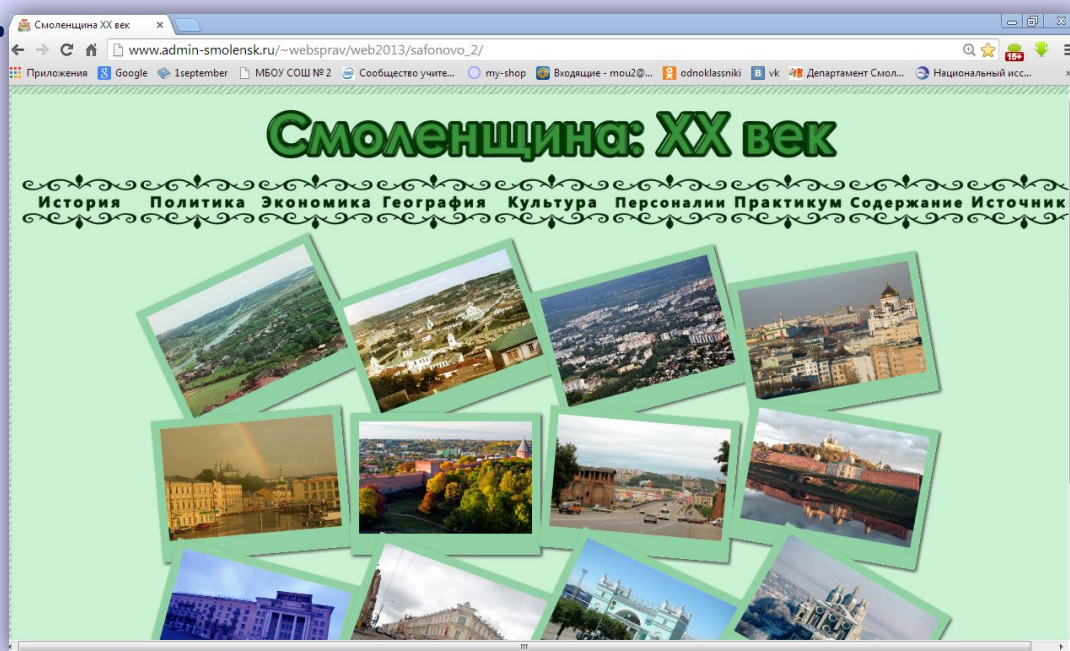 Смоленщина XX век
www.admin-smolensk.ru/~websprav/web2013/safonovo_2/
15+
Приложения Google 1september МБОУ СОШ № 2 Сообщество учите... my-shop Входящие - mou2@... odnoklassniki vk Департамент Смол... Национальный исс...
Смоленщина: XX век
История Политика Экономика География Культура Персоналии Практикум Содержание Источник